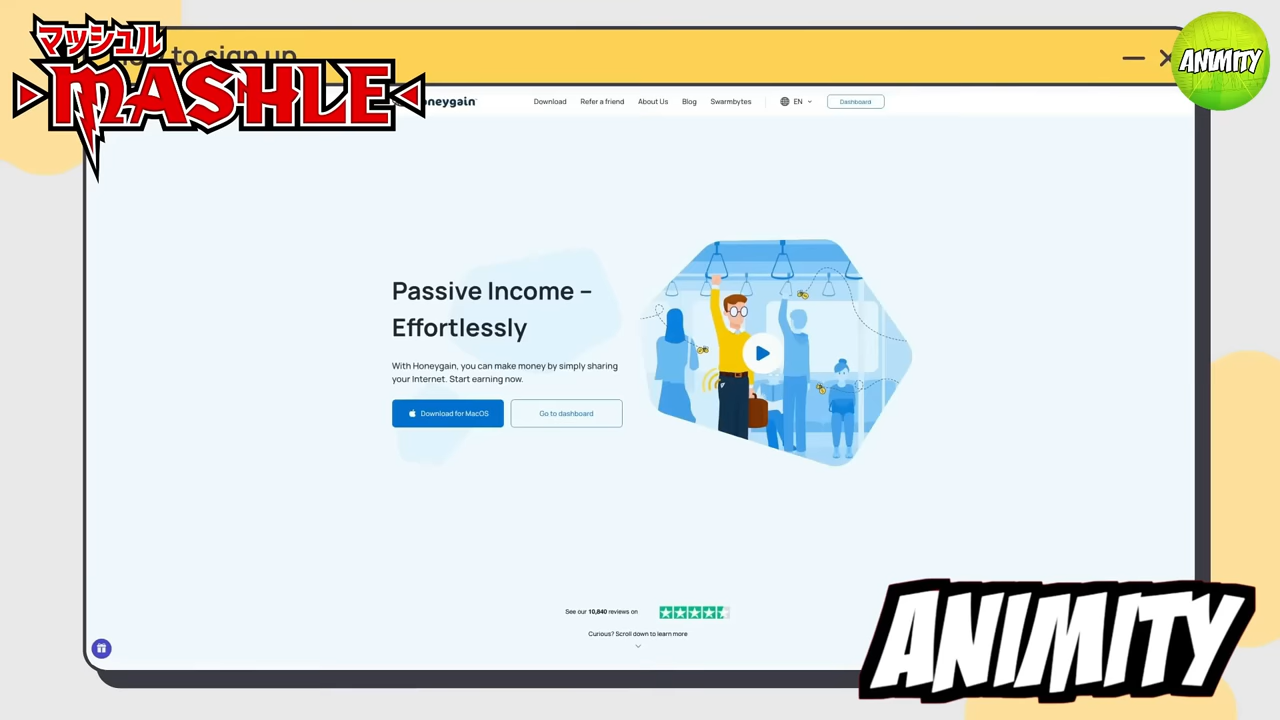 マッシュル
MASHLE
to sign up
ANIMITY
Honeygain
Download
Refer a friend
About Us
Blog
Swarmbytes
EN
Dashboard
Passive Income –
Effortlessly
With Honeygain, you can make money by simply sharing
your Internet. Start earning now.
Download for MacOS
Go to dashboard
See our 10,840 reviews on
Curious? Scroll down to learn more
ANIMITY